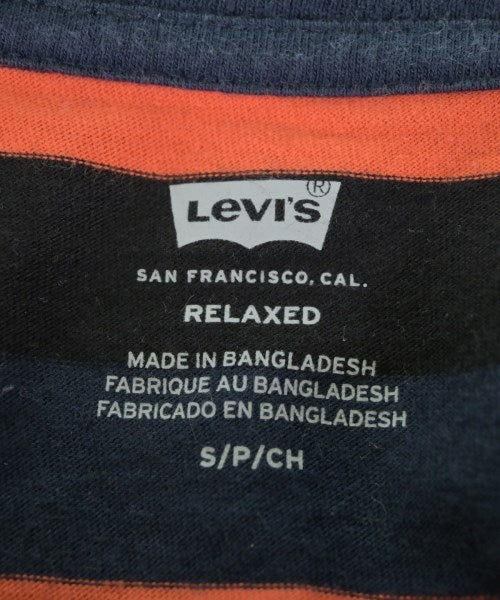 Levi's®
SAN FRANCISCO, CAL.
RELAXED
MADE IN BANGLADESH
FABRIQUE AU BANGLADESH
FABRICADO EN BANGLADESH
S/P/CH